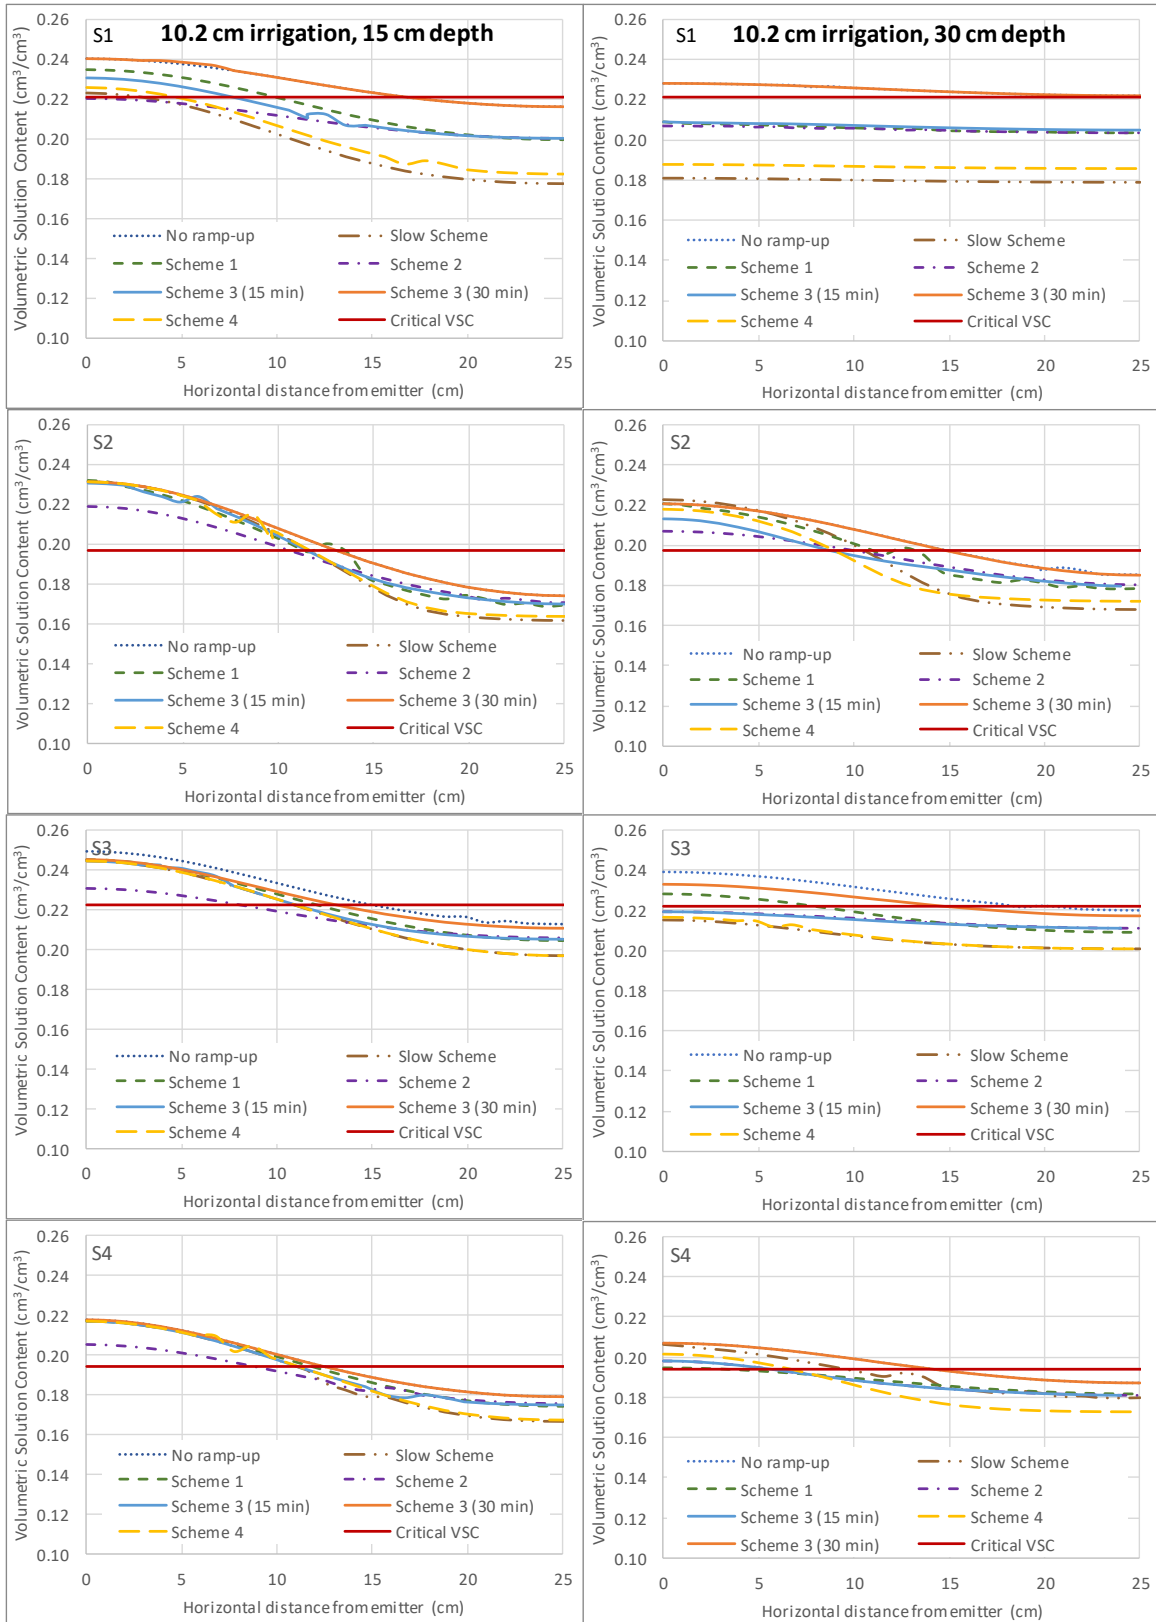 S1 10.2 cm irrigation, 15 cm depth
Volumetric Solution Content (cm³/cm³)
0.26
0.24
0.22
0.20
0.18
0.16
0.14
0.12
0.10
No ramp-up Slow Scheme
Scheme 1 Scheme 2
Scheme 3 (15 min) Scheme 3 (30 min)
Scheme 4 Critical VSC
0 5 10 15 20 25
Horizontal distance from emitter (cm)
S1 10.2 cm irrigation, 30 cm depth
Volumetric Solution Content (cm³/cm³)
0.26
0.24
0.22
0.20
0.18
0.16
0.14
0.12
0.10
No ramp-up Slow Scheme
Scheme 1 Scheme 2
Scheme 3 (15 min) Scheme 3 (30 min)
Scheme 4 Critical VSC
0 5 10 15 20 25
Horizontal distance from emitter (cm)
S2
Volumetric Solution Content (cm³/cm³)
0.26
0.24
0.22
0.20
0.18
0.16
0.14
0.12
0.10
No ramp-up Slow Scheme
Scheme 1 Scheme 2
Scheme 3 (15 min) Scheme 3 (30 min)
Scheme 4 Critical VSC
0 5 10 15 20 25
Horizontal distance from emitter (cm)
S2
Volumetric Solution Content (cm³/cm³)
0.26
0.24
0.22
0.20
0.18
0.16
0.14
0.12
0.10
No ramp-up Slow Scheme
Scheme 1 Scheme 2
Scheme 3 (15 min) Scheme 3 (30 min)
Scheme 4 Critical VSC
0 5 10 15 20 25
Horizontal distance from emitter (cm)
S3
Volumetric Solution Content (cm³/cm³)
0.26
0.24
0.22
0.20
0.18
0.16
0.14
0.12
0.10
No ramp-up Slow Scheme
Scheme 1 Scheme 2
Scheme 3 (15 min) Scheme 3 (30 min)
Scheme 4 Critical VSC
0 5 10 15 20 25
Horizontal distance from emitter (cm)
S3
Volumetric Solution Content (cm³/cm³)
0.26
0.24
0.22
0.20
0.18
0.16
0.14
0.12
0.10
No ramp-up Slow Scheme
Scheme 1 Scheme 2
Scheme 3 (15 min) Scheme 3 (30 min)
Scheme 4 Critical VSC
0 5 10 15 20 25
Horizontal distance from emitter (cm)
S4
Volumetric Solution Content (cm³/cm³)
0.26
0.24
0.22
0.20
0.18
0.16
0.14
0.12
0.10
No ramp-up Slow Scheme
Scheme 1 Scheme 2
Scheme 3 (15 min) Scheme 3 (30 min)
Scheme 4 Critical VSC
0 5 10 15 20 25
Horizontal distance from emitter (cm)
S4
Volumetric Solution Content (cm³/cm³)
0.26
0.24
0.22
0.20
0.18
0.16
0.14
0.12
0.10
No ramp-up Slow Scheme
Scheme 1 Scheme 2
Scheme 3 (15 min) Scheme 4
Scheme 3 (30 min) Critical VSC
0 5 10 15 20 25
Horizontal distance from emitter (cm)